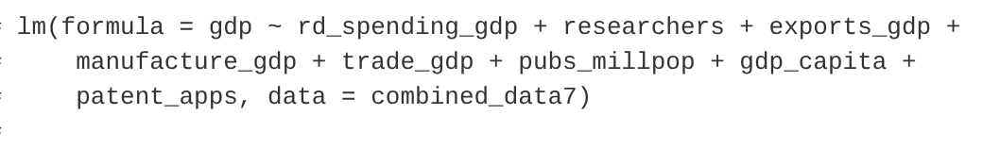 lm(formula = gdp ~ rd_spending_gdp + researchers + exports_gdp +
manufacture_gdp + trade_gdp + pubs_millpop + gdp_capita +
patent_apps, data = combined_data7)